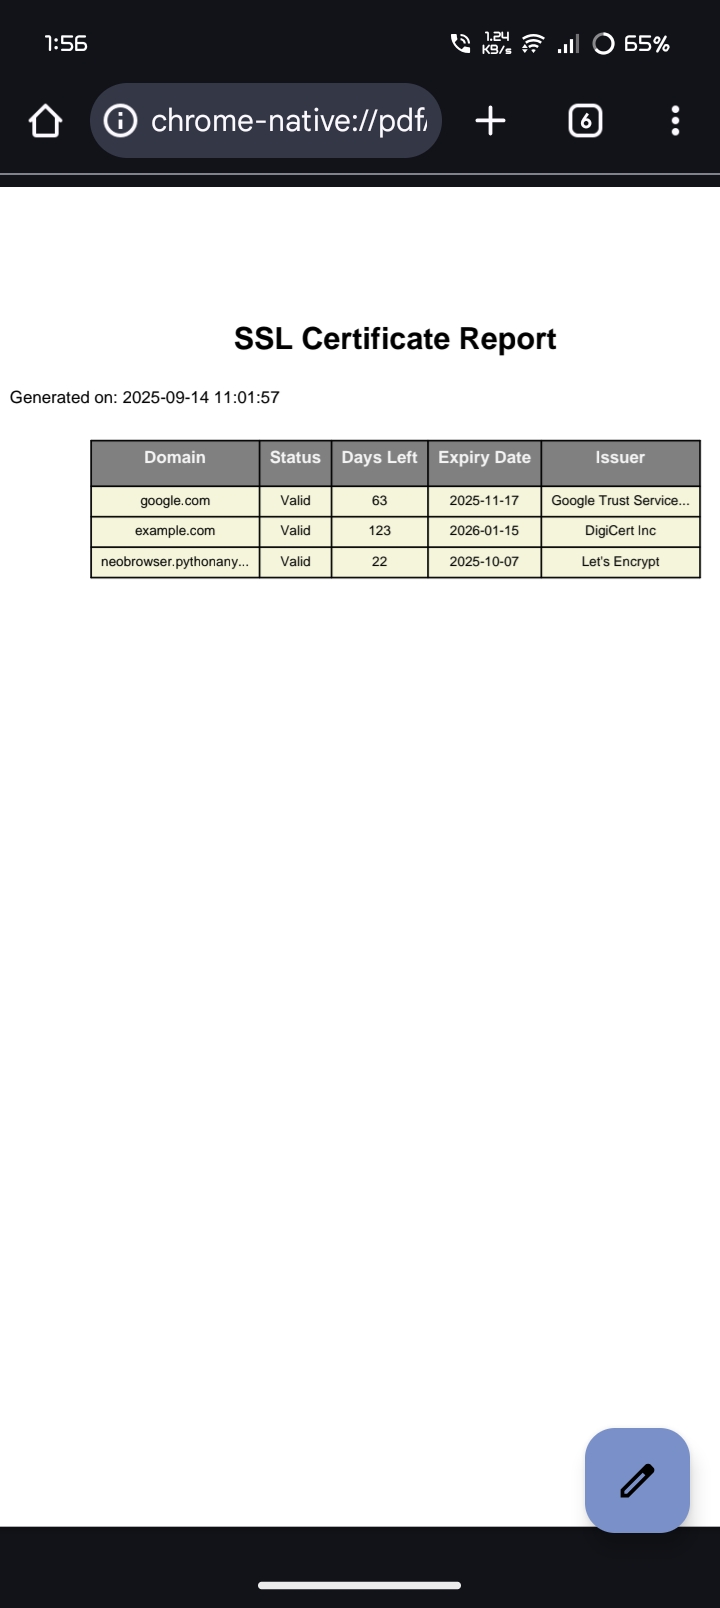 1:56 1.24 KB/s 65%
chrome-native://pdf/ 6
SSL Certificate Report
Generated on: 2025-09-14 11:01:57
Domain Status Days Left Expiry Date Issuer
google.com Valid 63 2025-11-17 Google Trust Service...
example.com Valid 123 2026-01-15 DigiCert Inc
neobrowser.pythonany... Valid 22 2025-10-07 Let's Encrypt